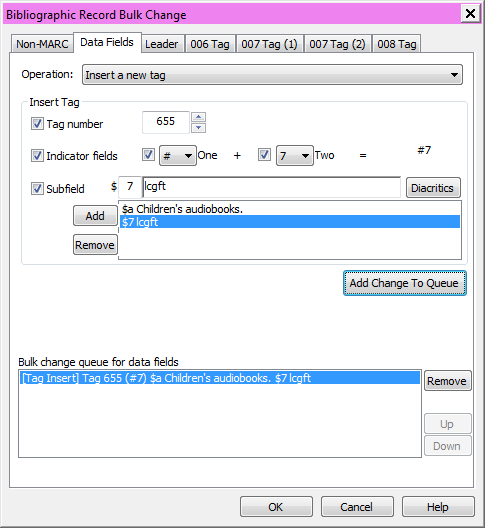 Bibliographic Record Bulk Change
Non-MARC Data Fields Leader 006 Tag 007 Tag (1) 007 Tag (2) 008 Tag
Operation: Insert a new tag
Insert Tag
Tag number 655
Indicator fields # One + 7 Two = #7
Subfield $ 7 lcgft Diacritics
Add
$a Children's audiobooks.
$7 lcgft
Remove
Add Change To Queue
Bulk change queue for data fields
[Tag Insert] Tag 655 (#7) $a Children's audiobooks. $7 lcgft
Remove
Up
Down
OK Cancel Help